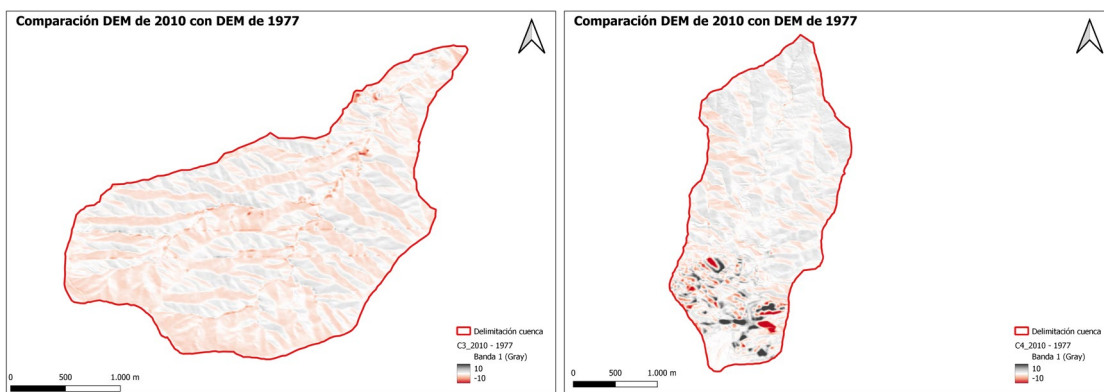 Comparación DEM de 2010 con DEM de 1977
Delimitación cuenca
C3_2010 - 1977
Banda 1 (Gray)
10
-10
0 500 1.000 m
Comparación DEM de 2010 con DEM de 1977
Delimitación cuenca
C4_2010 - 1977
Banda 1 (Gray)
10
-10
0 500 1.000 m